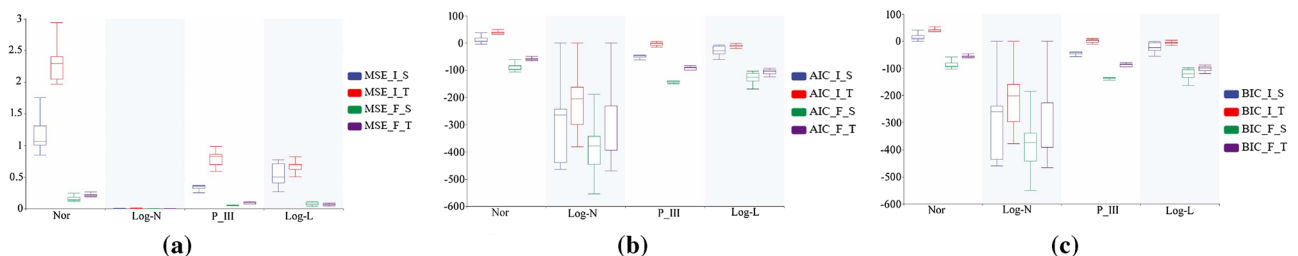 3
2.5
2
1.5
1
0.5
0
Nor Log-N P_III Log-L
MSE_I_S
MSE_I_T
MSE_F_S
MSE_F_T
(a)
100
0
-100
-200
-300
-400
-500
-600
Nor Log-N P_III Log-L
AIC_I_S
AIC_I_T
AIC_F_S
AIC_F_T
(b)
100
0
-100
-200
-300
-400
-500
-600
Nor Log-N P_III Log-L
BIC_I_S
BIC_I_T
BIC_F_S
BIC_F_T
(c)